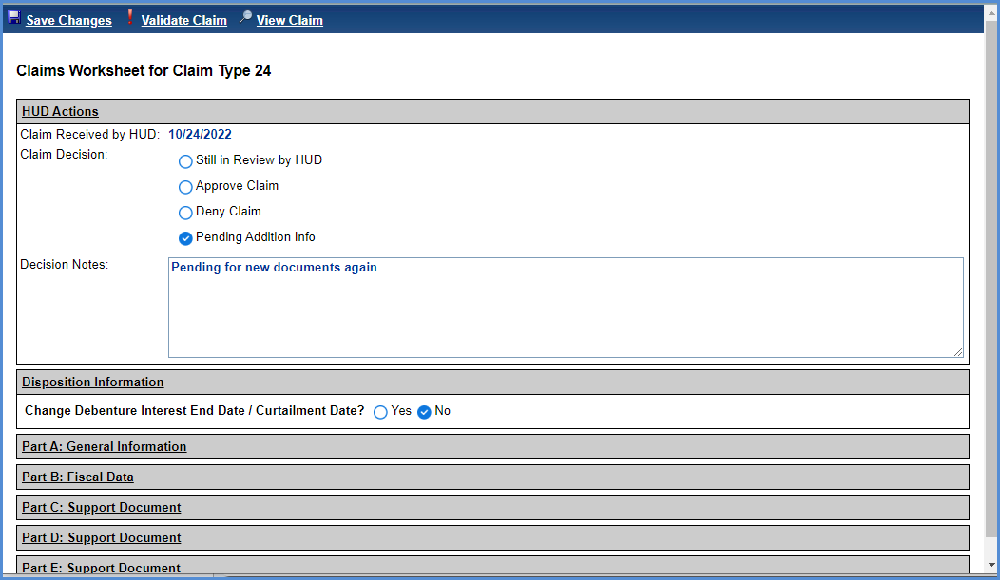 Save Changes Validate Claim View Claim
Claims Worksheet for Claim Type 24
HUD Actions
Claim Received by HUD: 10/24/2022
Claim Decision:
Still in Review by HUD
Approve Claim
Deny Claim
Pending Addition Info
Decision Notes:
Pending for new documents again
Disposition Information
Change Debenture Interest End Date / Curtailment Date? Yes No
Part A: General Information
Part B: Fiscal Data
Part C: Support Document
Part D: Support Document
Part E: Support Document